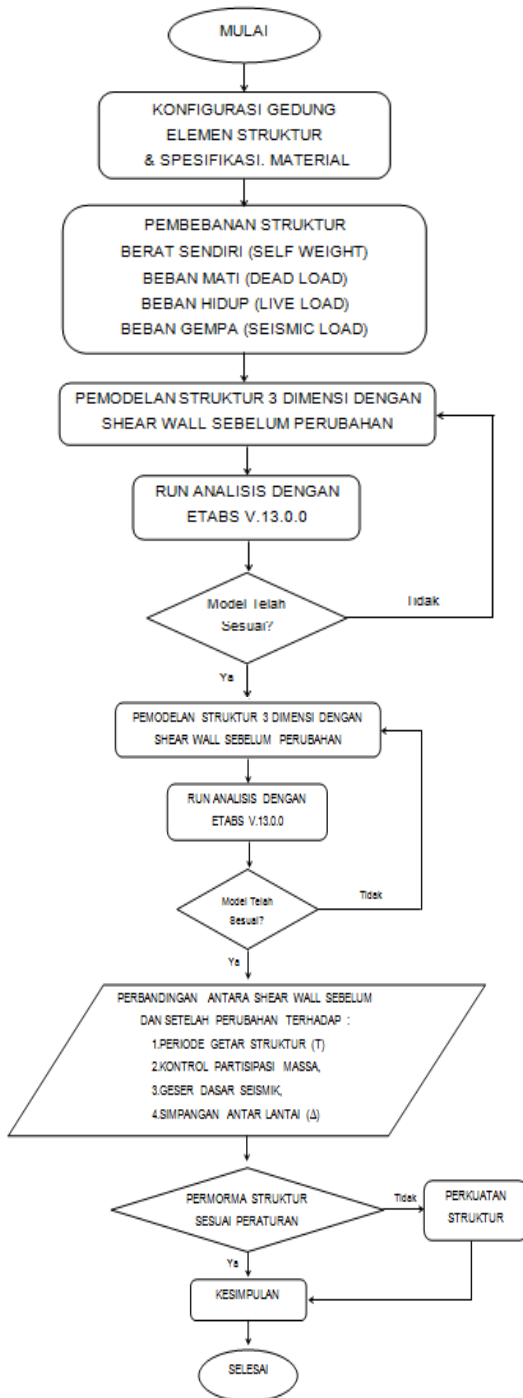 MULAI
KONFIGURASI GEDUNG
ELEMEN STRUKTUR
& SPESIFIKASI. MATERIAL
PEMBEBANAN STRUKTUR
BERAT SENDIRI (SELF WEIGHT)
BEBAN MATI (DEAD LOAD)
BEBAN HIDUP (LIVE LOAD)
BEBAN GEMPA (SEISMIC LOAD)
PEMODELAN STRUKTUR 3 DIMENSI DENGAN
SHEAR WALL SEBELUM PERUBAHAN
RUN ANALISIS DENGAN
ETABS V.13.0.0
Model Telah
Sesuai?
Tidak
Ya
PEMODELAN STRUKTUR 3 DIMENSI DENGAN
SHEAR WALL SEBELUM PERUBAHAN
RUN ANALISIS DENGAN
ETABS V.13.0.0
Model Telah
Sesuai?
Tidak
Ya
PERBANDINGAN ANTARA SHEAR WALL SEBELUM
DAN SETELAH PERUBAHAN TERHADAP :
1.PERIODE GETAR STRUKTUR (T)
2.KONTROL PARTISIPASI MASSA,
3.GESER DASAR SEISMIK,
4.SIMPANGAN ANTAR LANTAI (Δ)
PERMORMA STRUKTUR
SESUAI PERATURAN
Tidak
PERKUATAN
STRUKTUR
Ya
KESIMPULAN
SELESAI